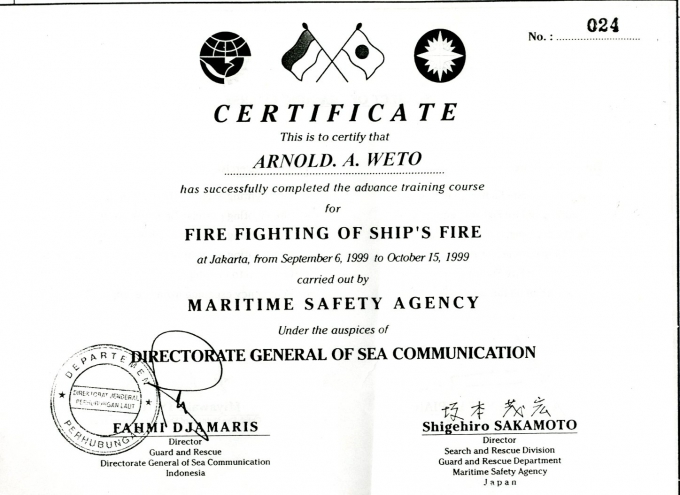 No. : 024
CERTIFICATE
This is to certify that
ARNOLD. A. WETO
has successfully completed the advance training course
for
FIRE FIGHTING OF SHIP'S FIRE
at Jakarta, from September 6, 1999 to October 15, 1999
carried out by
MARITIME SAFETY AGENCY
Under the auspices of
DIRECTORATE GENERAL OF SEA COMMUNICATION
DEPARTEMEN
DIREKTORAT JENDERAL
PERHUBUNGAN LAUT
PERHUBUNGAN
FAHMI DJAMARIS
Director
Guard and Rescue
Directorate General of Sea Communication
Indonesia
坂本茂宏
Shigehiro SAKAMOTO
Director
Search and Rescue Division
Guard and Rescue Department
Maritime Safety Agency
Japan